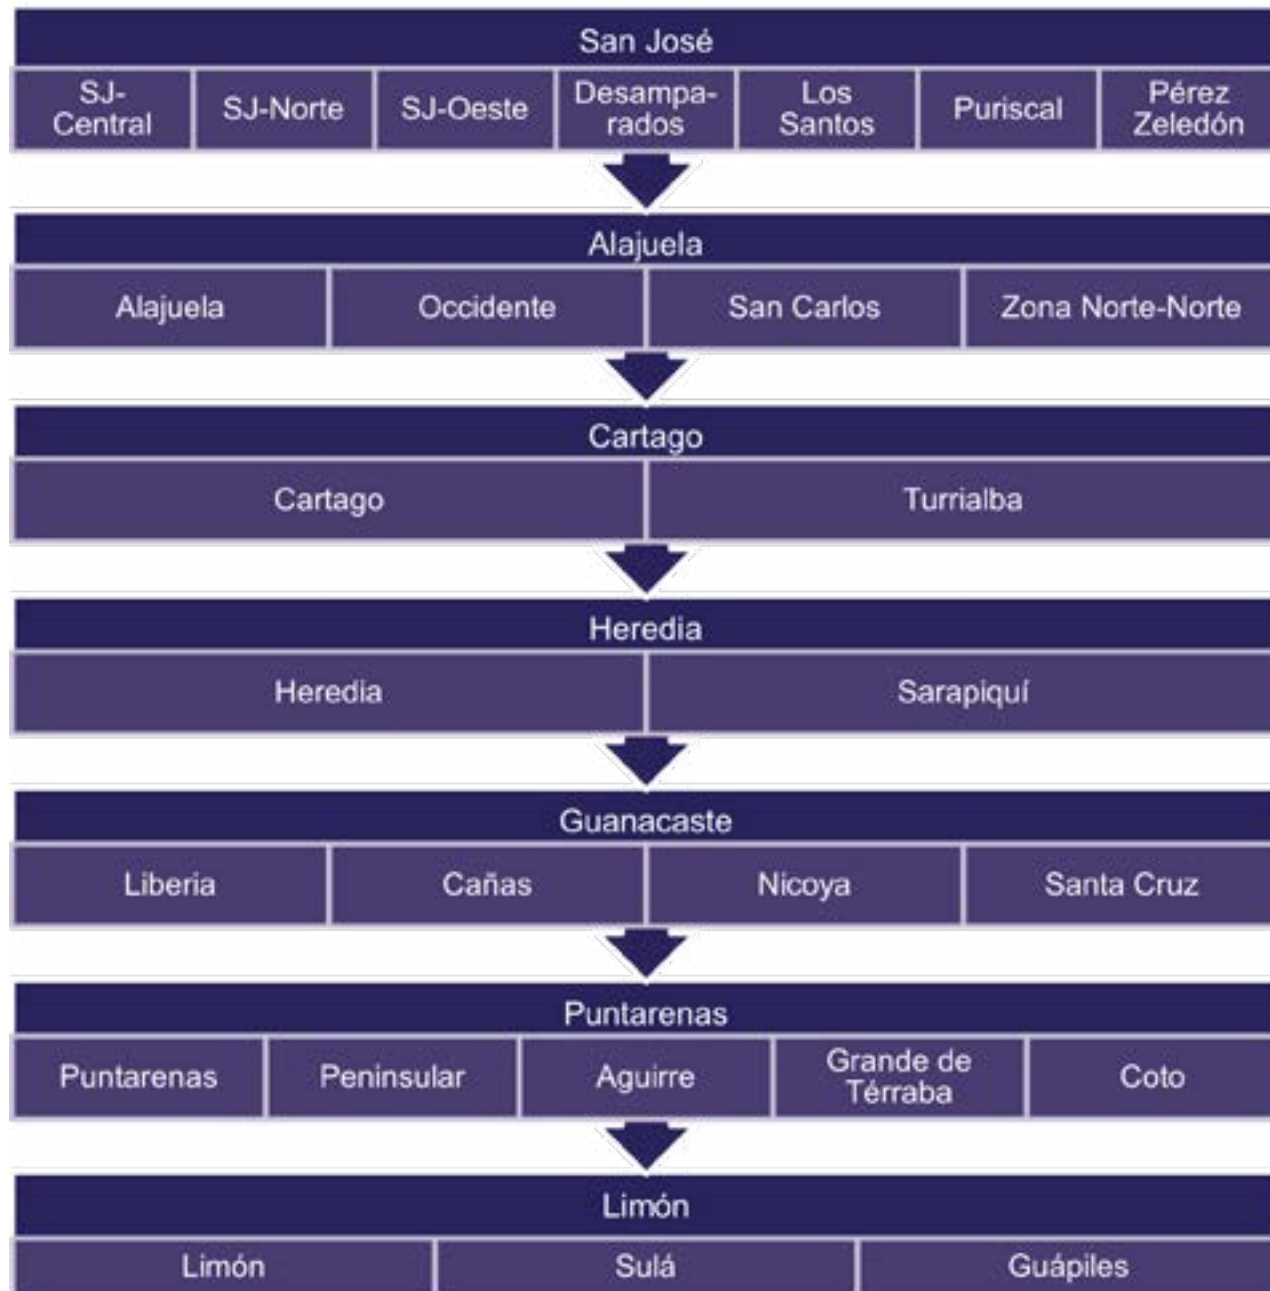 San José
SJ-
Central
SJ-Norte
SJ-Oeste
Desampa-
rados
Los
Santos
Puriscal
Pérez
Zeledón
Alajuela
Alajuela
Occidente
San Carlos
Zona Norte-Norte
Cartago
Cartago
Turrialba
Heredia
Heredia
Sarapiquí
Guanacaste
Liberia
Cañas
Nicoya
Santa Cruz
Puntarenas
Puntarenas
Peninsular
Aguirre
Grande de
Térraba
Coto
Limón
Limón
Sulá
Guápiles